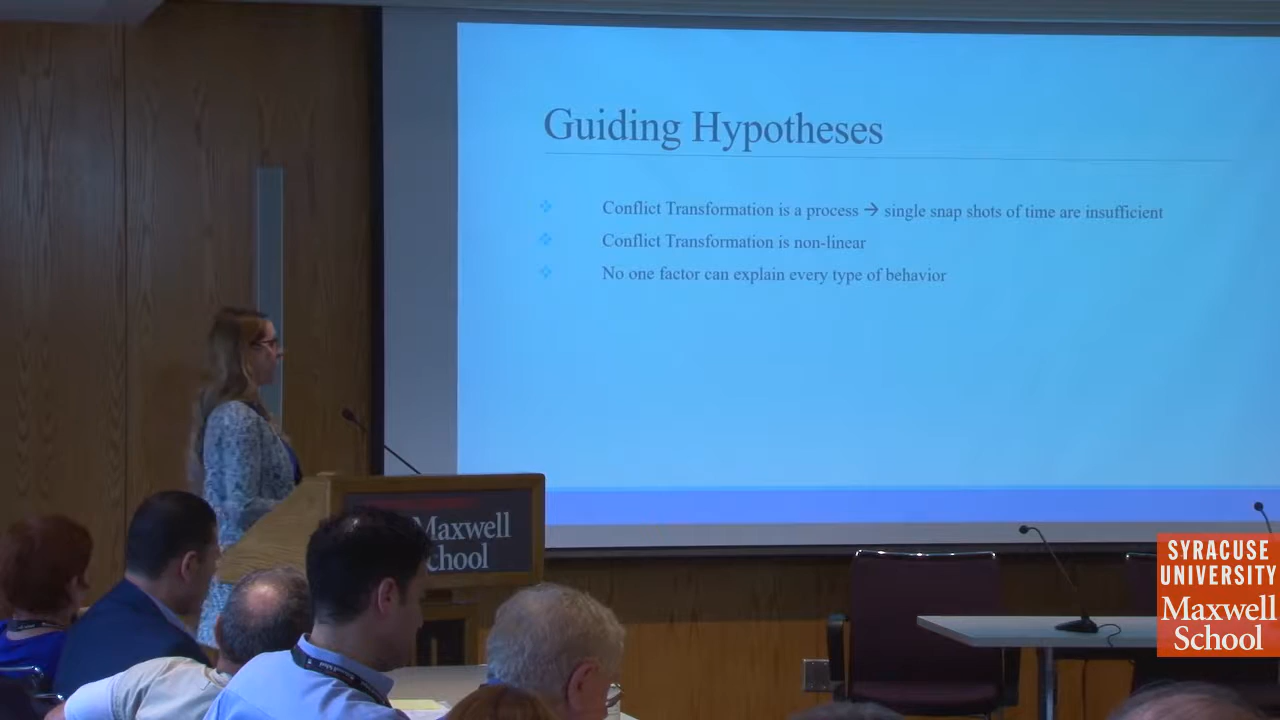 Guiding Hypotheses
Conflict Transformation is a process → single snap shots of time are insufficient
Conflict Transformation is non-linear
No one factor can explain every type of behavior
Maxwell
School
SYRACUSE
UNIVERSITY
Maxwell
School